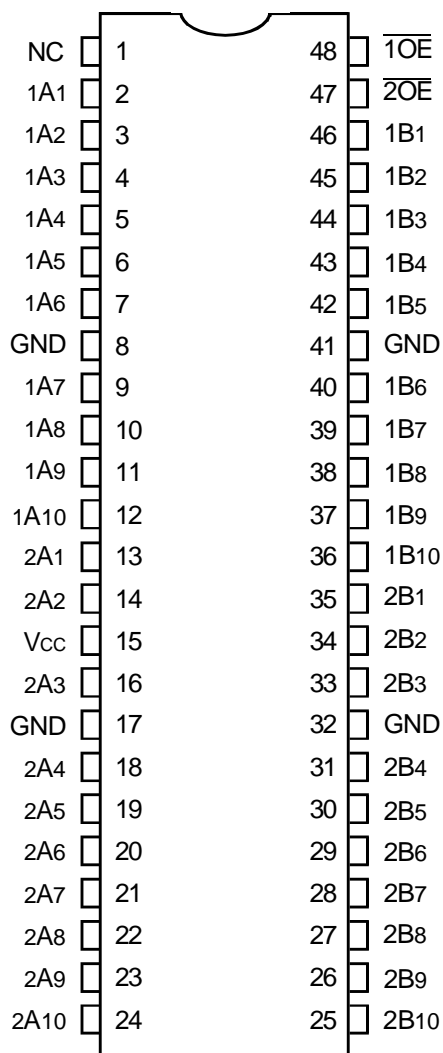 NC 1 48 1OE
1A1 2 47 2OE
1A2 3 46 1B1
1A3 4 45 1B2
1A4 5 44 1B3
1A5 6 43 1B4
1A6 7 42 1B5
GND 8 41 GND
1A7 9 40 1B6
1A8 10 39 1B7
1A9 11 38 1B8
1A10 12 37 1B9
2A1 13 36 1B10
2A2 14 35 2B1
VCC 15 34 2B2
2A3 16 33 2B3
GND 17 32 GND
2A4 18 31 2B4
2A5 19 30 2B5
2A6 20 29 2B6
2A7 21 28 2B7
2A8 22 27 2B8
2A9 23 26 2B9
2A10 24 25 2B10